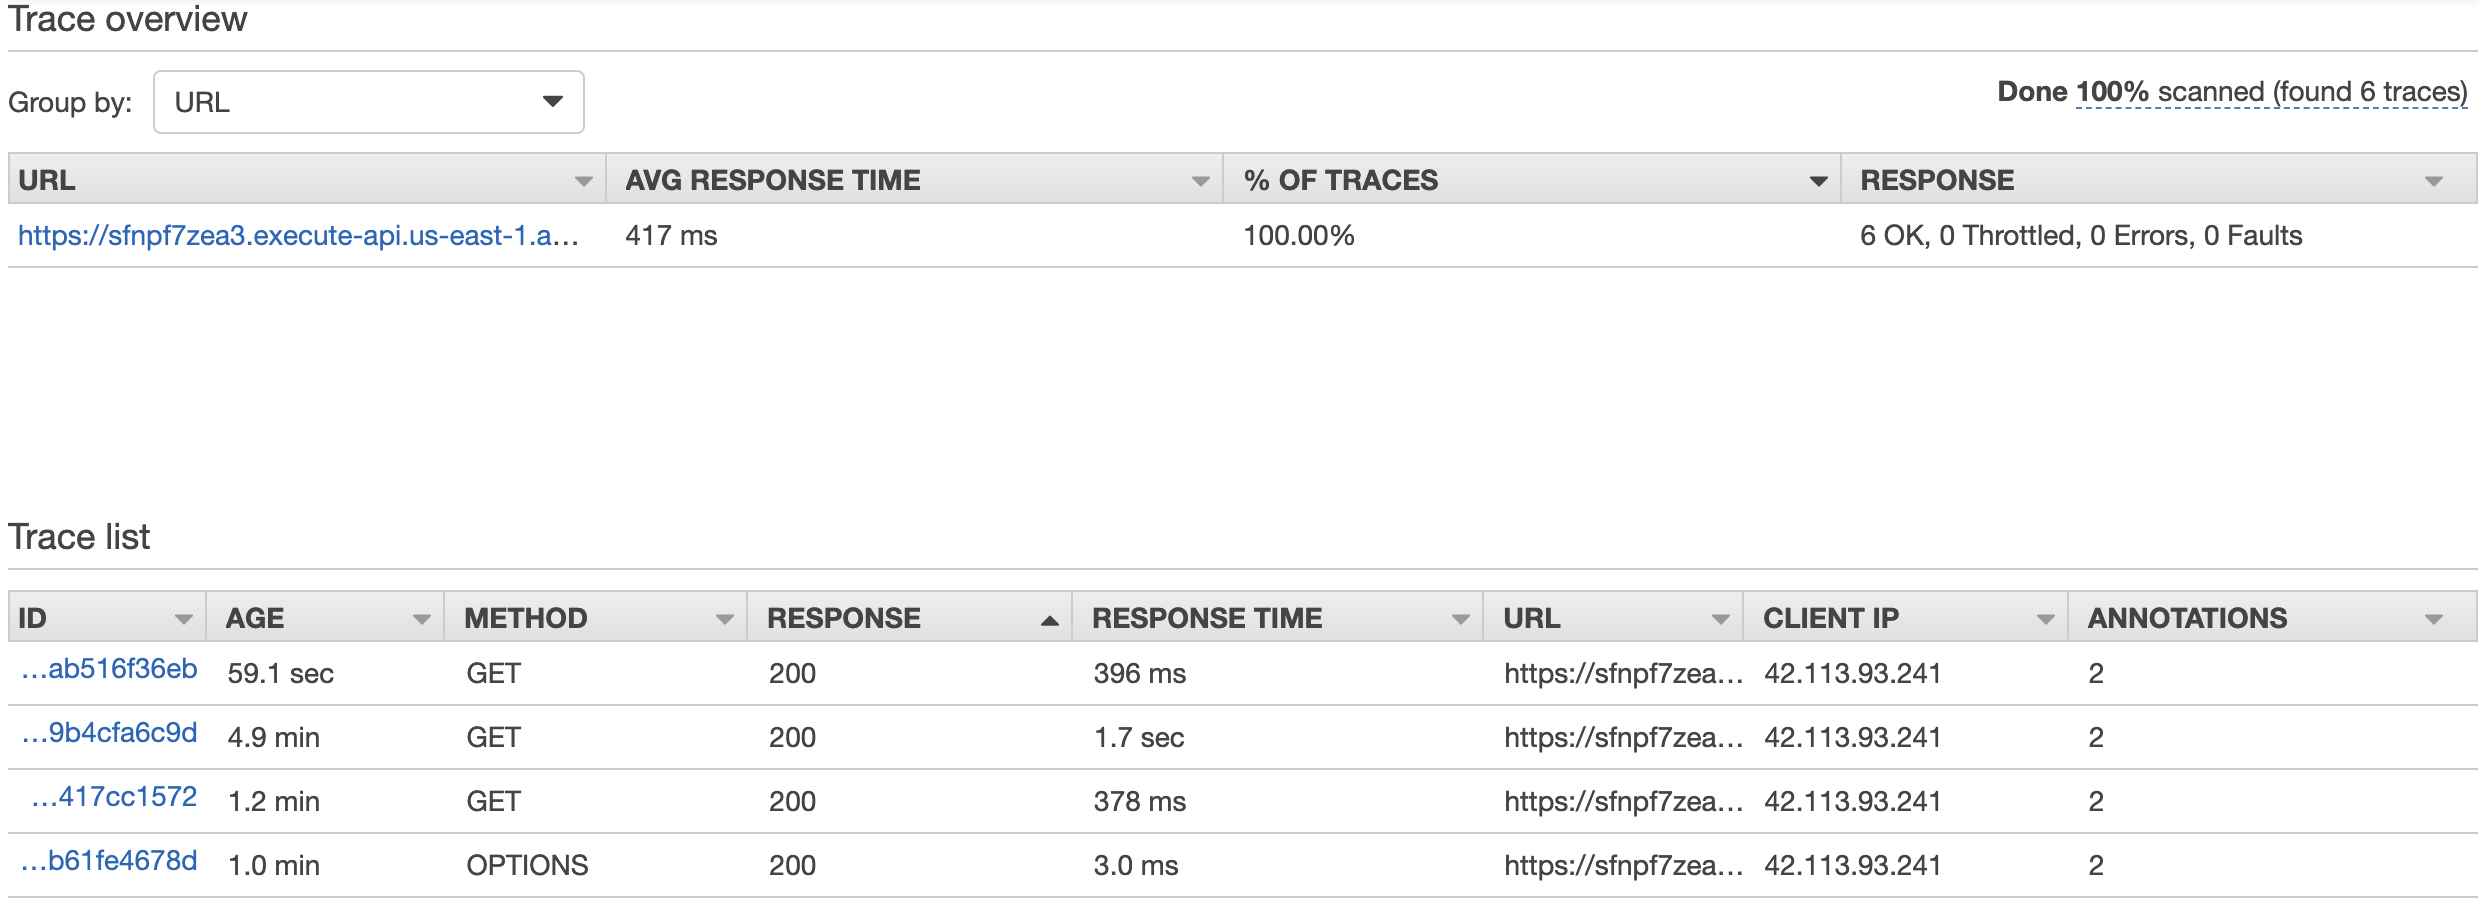 Trace overview
Group by: URL
Done 100% scanned (found 6 traces)
URL AVG RESPONSE TIME % OF TRACES RESPONSE
https://sfnpf7zea3.execute-api.us-east-1.a... 417 ms 100.00% 6 OK, 0 Throttled, 0 Errors, 0 Faults
Trace list
ID AGE METHOD RESPONSE RESPONSE TIME URL CLIENT IP ANNOTATIONS
...ab516f36eb 59.1 sec GET 200 396 ms https://sfnpf7zea... 42.113.93.241 2
...9b4cfa6c9d 4.9 min GET 200 1.7 sec https://sfnpf7zea... 42.113.93.241 2
...417cc1572 1.2 min GET 200 378 ms https://sfnpf7zea... 42.113.93.241 2
...b61fe4678d 1.0 min OPTIONS 200 3.0 ms https://sfnpf7zea... 42.113.93.241 2